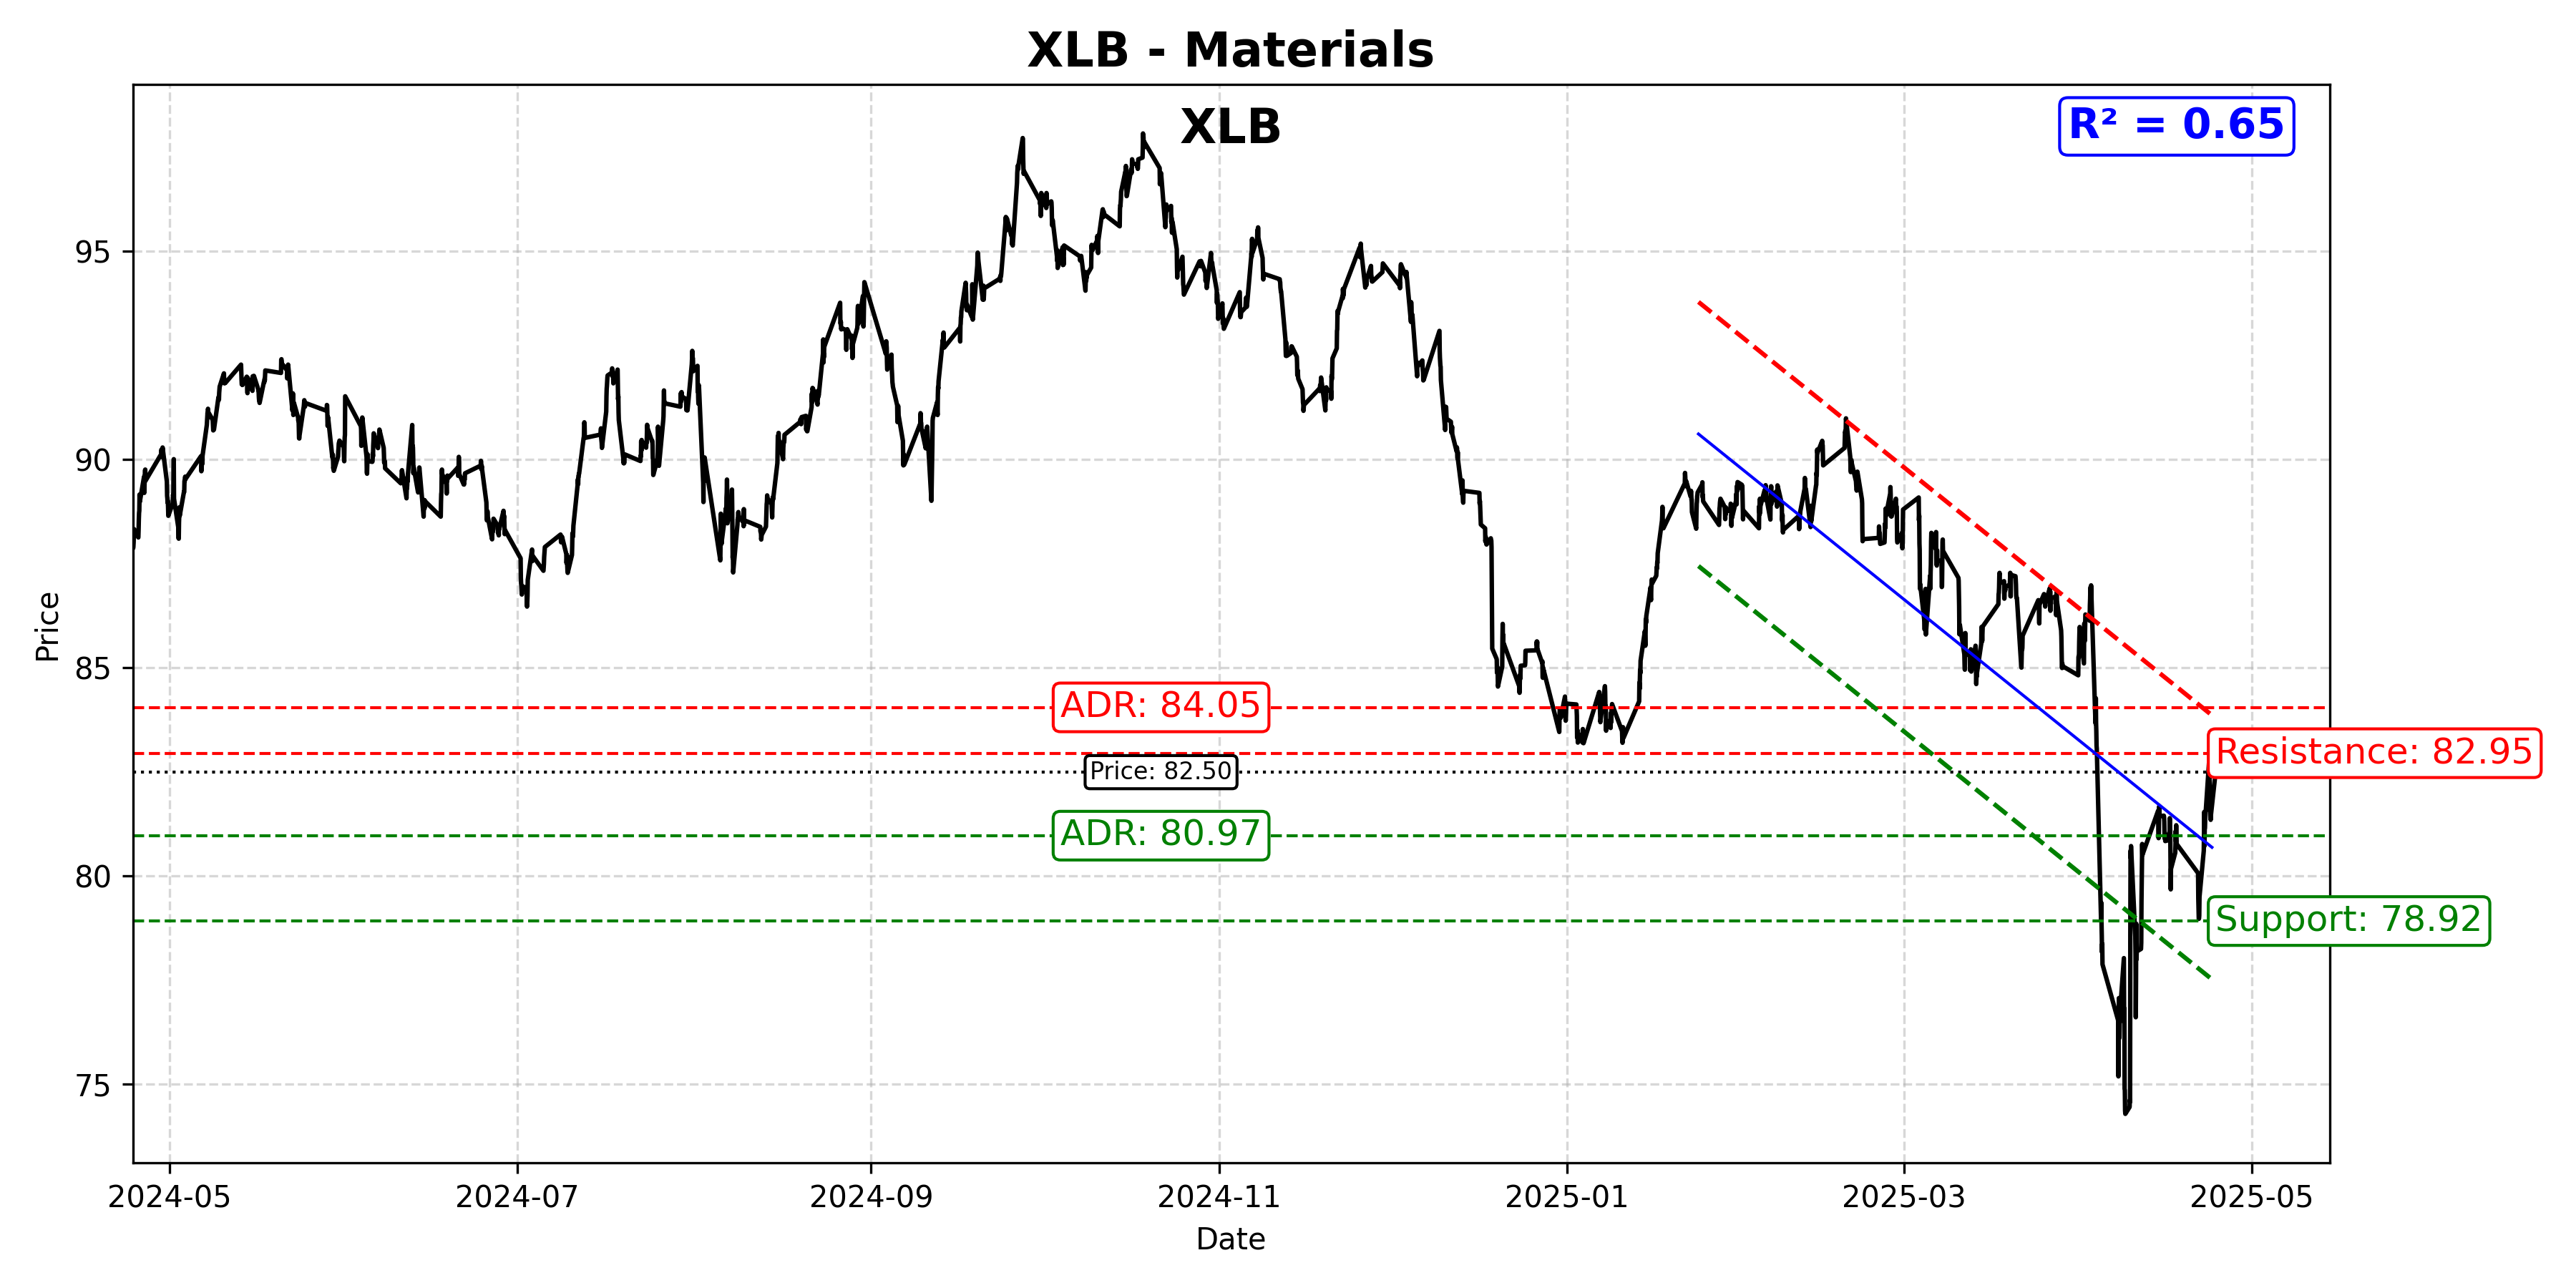 XLB - Materials
XLB
R² = 0.65
95
90
85
80
75
Price
ADR: 84.05
Resistance: 82.95
Price: 82.50
ADR: 80.97
Support: 78.92
2024-05
2024-07
2024-09
2024-11
2025-01
2025-03
2025-05
Date